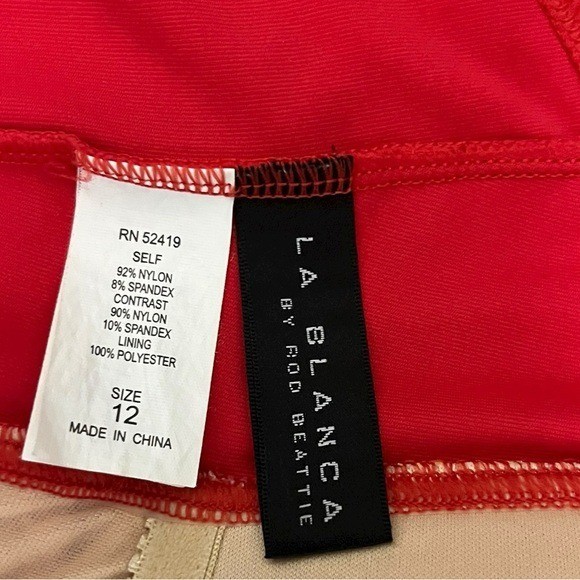 RN 52419
SELF
92% NYLON
8% SPANDEX
CONTRAST
90% NYLON
10% SPANDEX
LINING
100% POLYESTER
SIZE
12
MADE IN CHINA
LA BLANCA
BY ROD BEATTIE